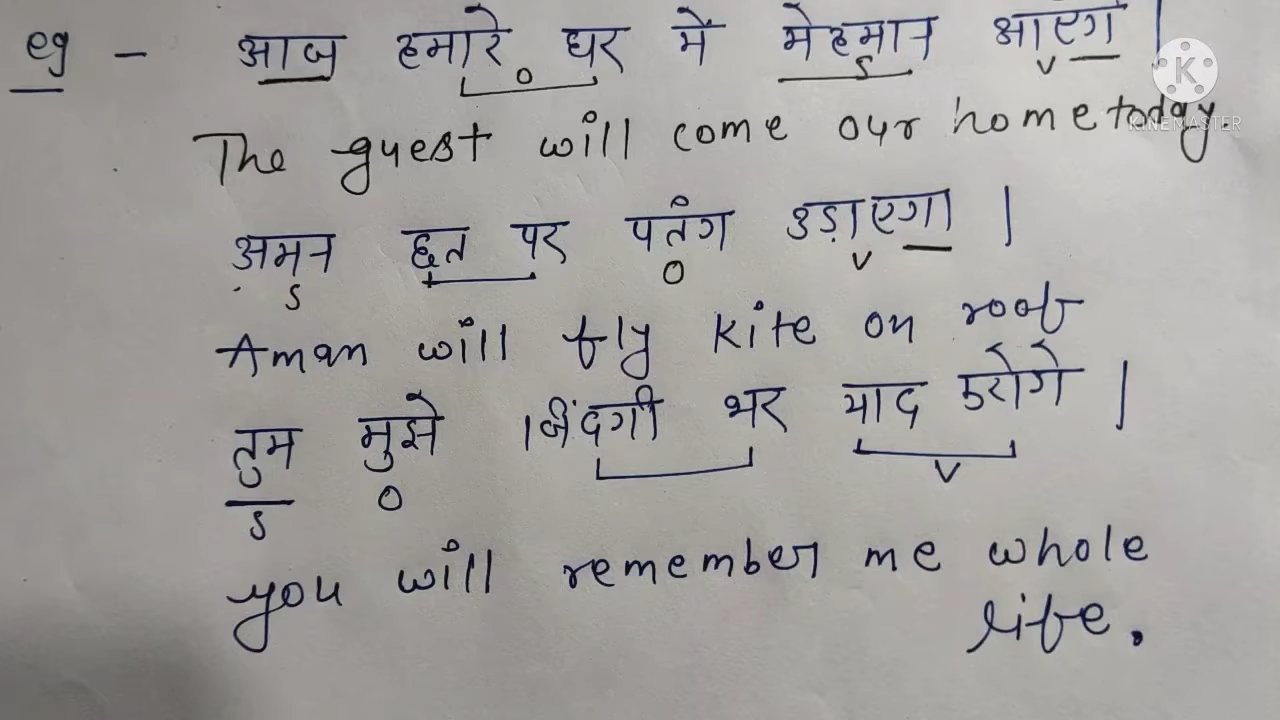 eg - आज हमारे घर में मेहमान आएंगे |
O S V
The guest will come our home today.
K
KINEMASTER
अमन छत पर पतंग उड़ाएगा |
S O V
Aman will fly kite on roof
तुम मुझे जिंदगी भर याद करोगे |
S O V
you will remember me whole
life.